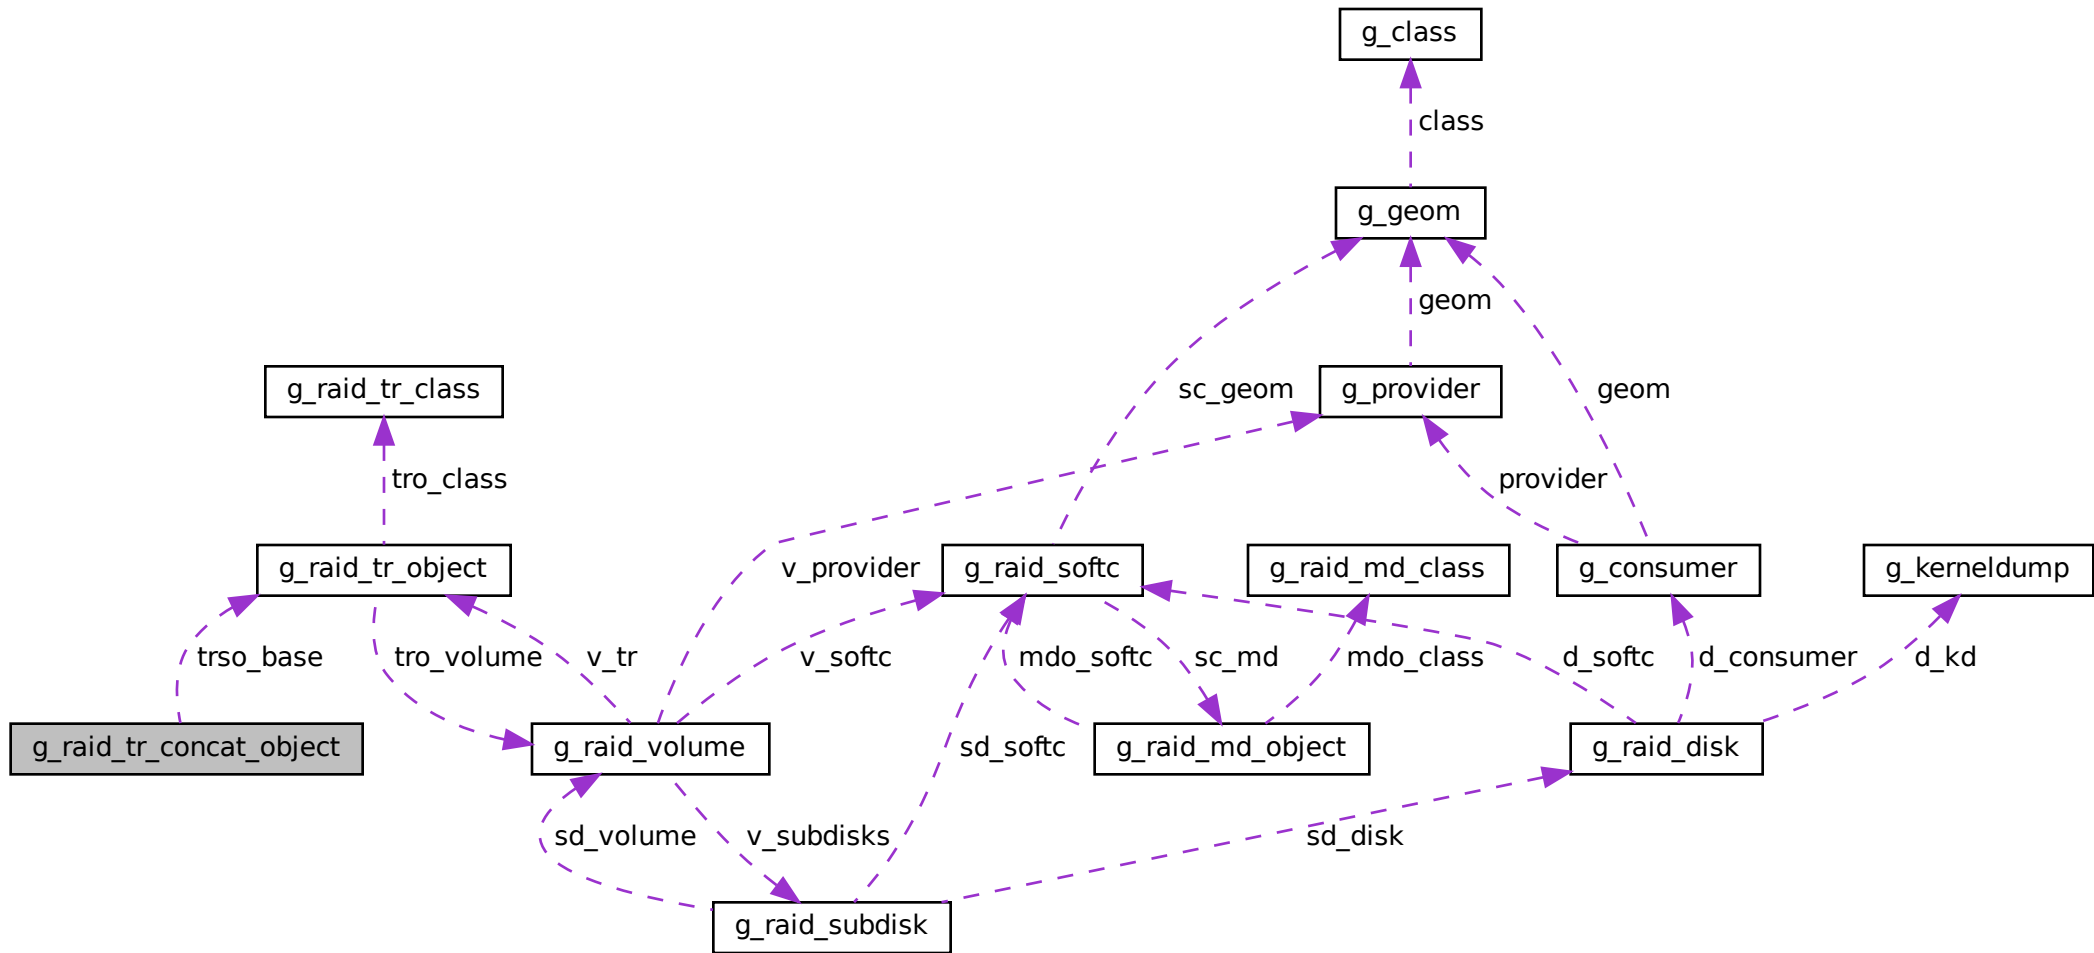 g_class
class
g_geom
geom
g_raid_tr_class
sc_geom
g_provider
geom
tro_class
provider
g_raid_tr_object
v_provider
g_raid_softc
g_raid_md_class
g_consumer
g_kerneldump
trso_base
tro_volume
v_tr
v_softc
mdo_softc
sc_md
mdo_class
d_softc
d_consumer
d_kd
g_raid_tr_concat_object
g_raid_volume
sd_softc
g_raid_md_object
g_raid_disk
sd_volume
v_subdisks
sd_disk
g_raid_subdisk